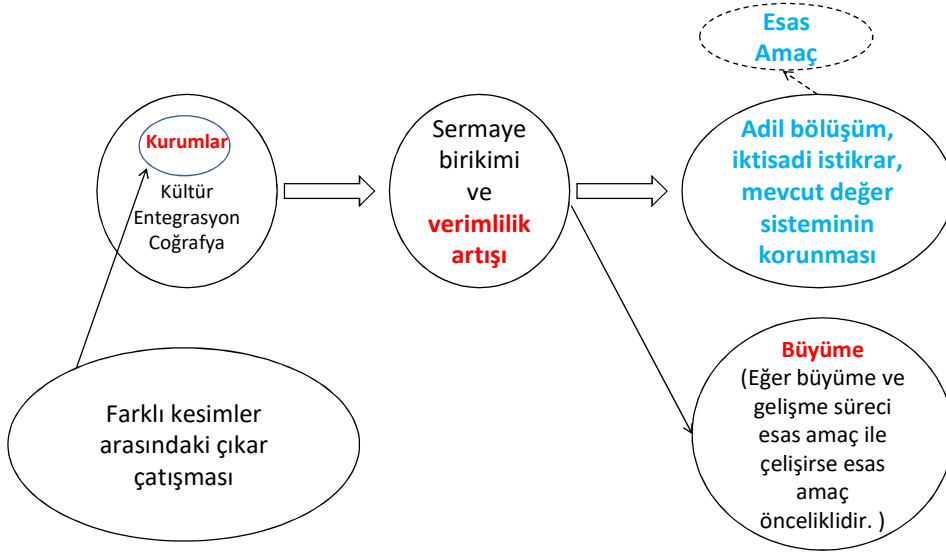 Esas
Amaç
Kurumlar
Kültür
Entegrasyon
Coğrafya
Sermaye
birikimi
ve
verimlilik
artışı
Adil bölüşüm,
iktisadi istikrar,
mevcut değer
sisteminin
korunması
Farklı kesimler
arasındaki çıkar
çatışması
Büyüme
(Eğer büyüme ve
gelişme süreci
esas amaç ile
çelişirse esas
amaç
önceliklidir. )